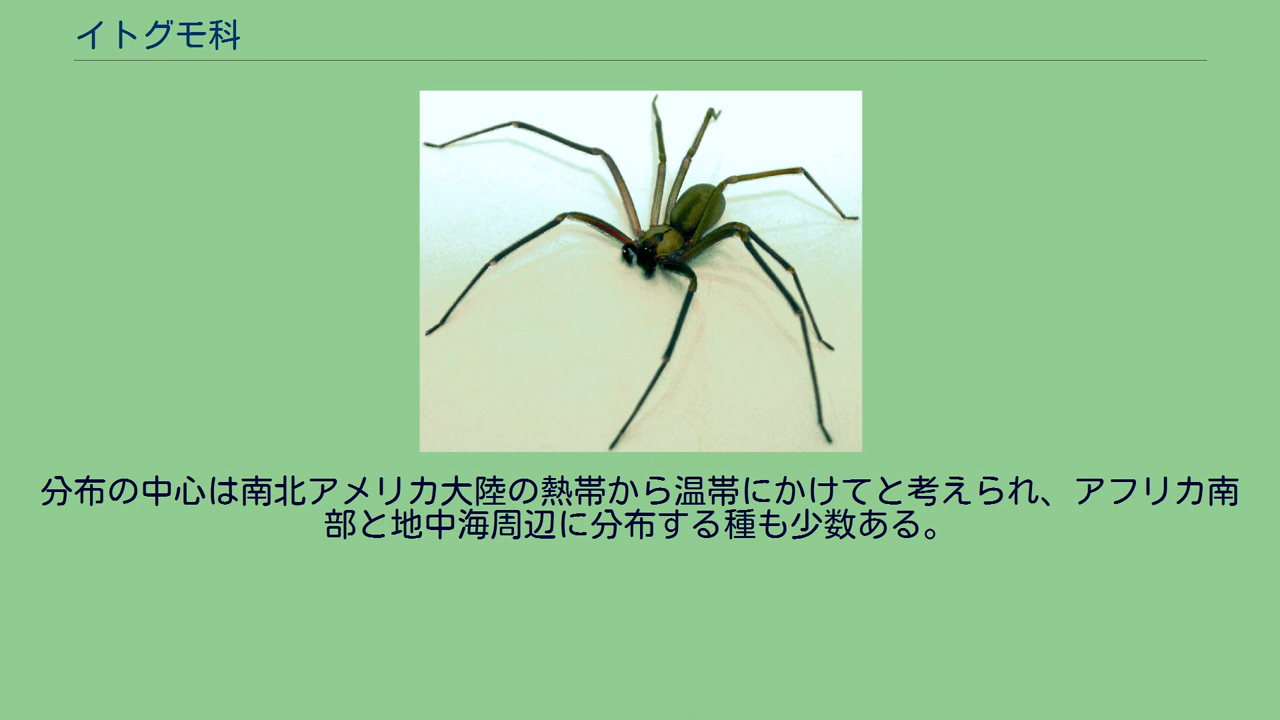 イトグモ科
分布の中心は南北アメリカ大陸の熱帯から温帯にかけてと考えられ、アフリカ南
部と地中海周辺に分布する種も少数ある。